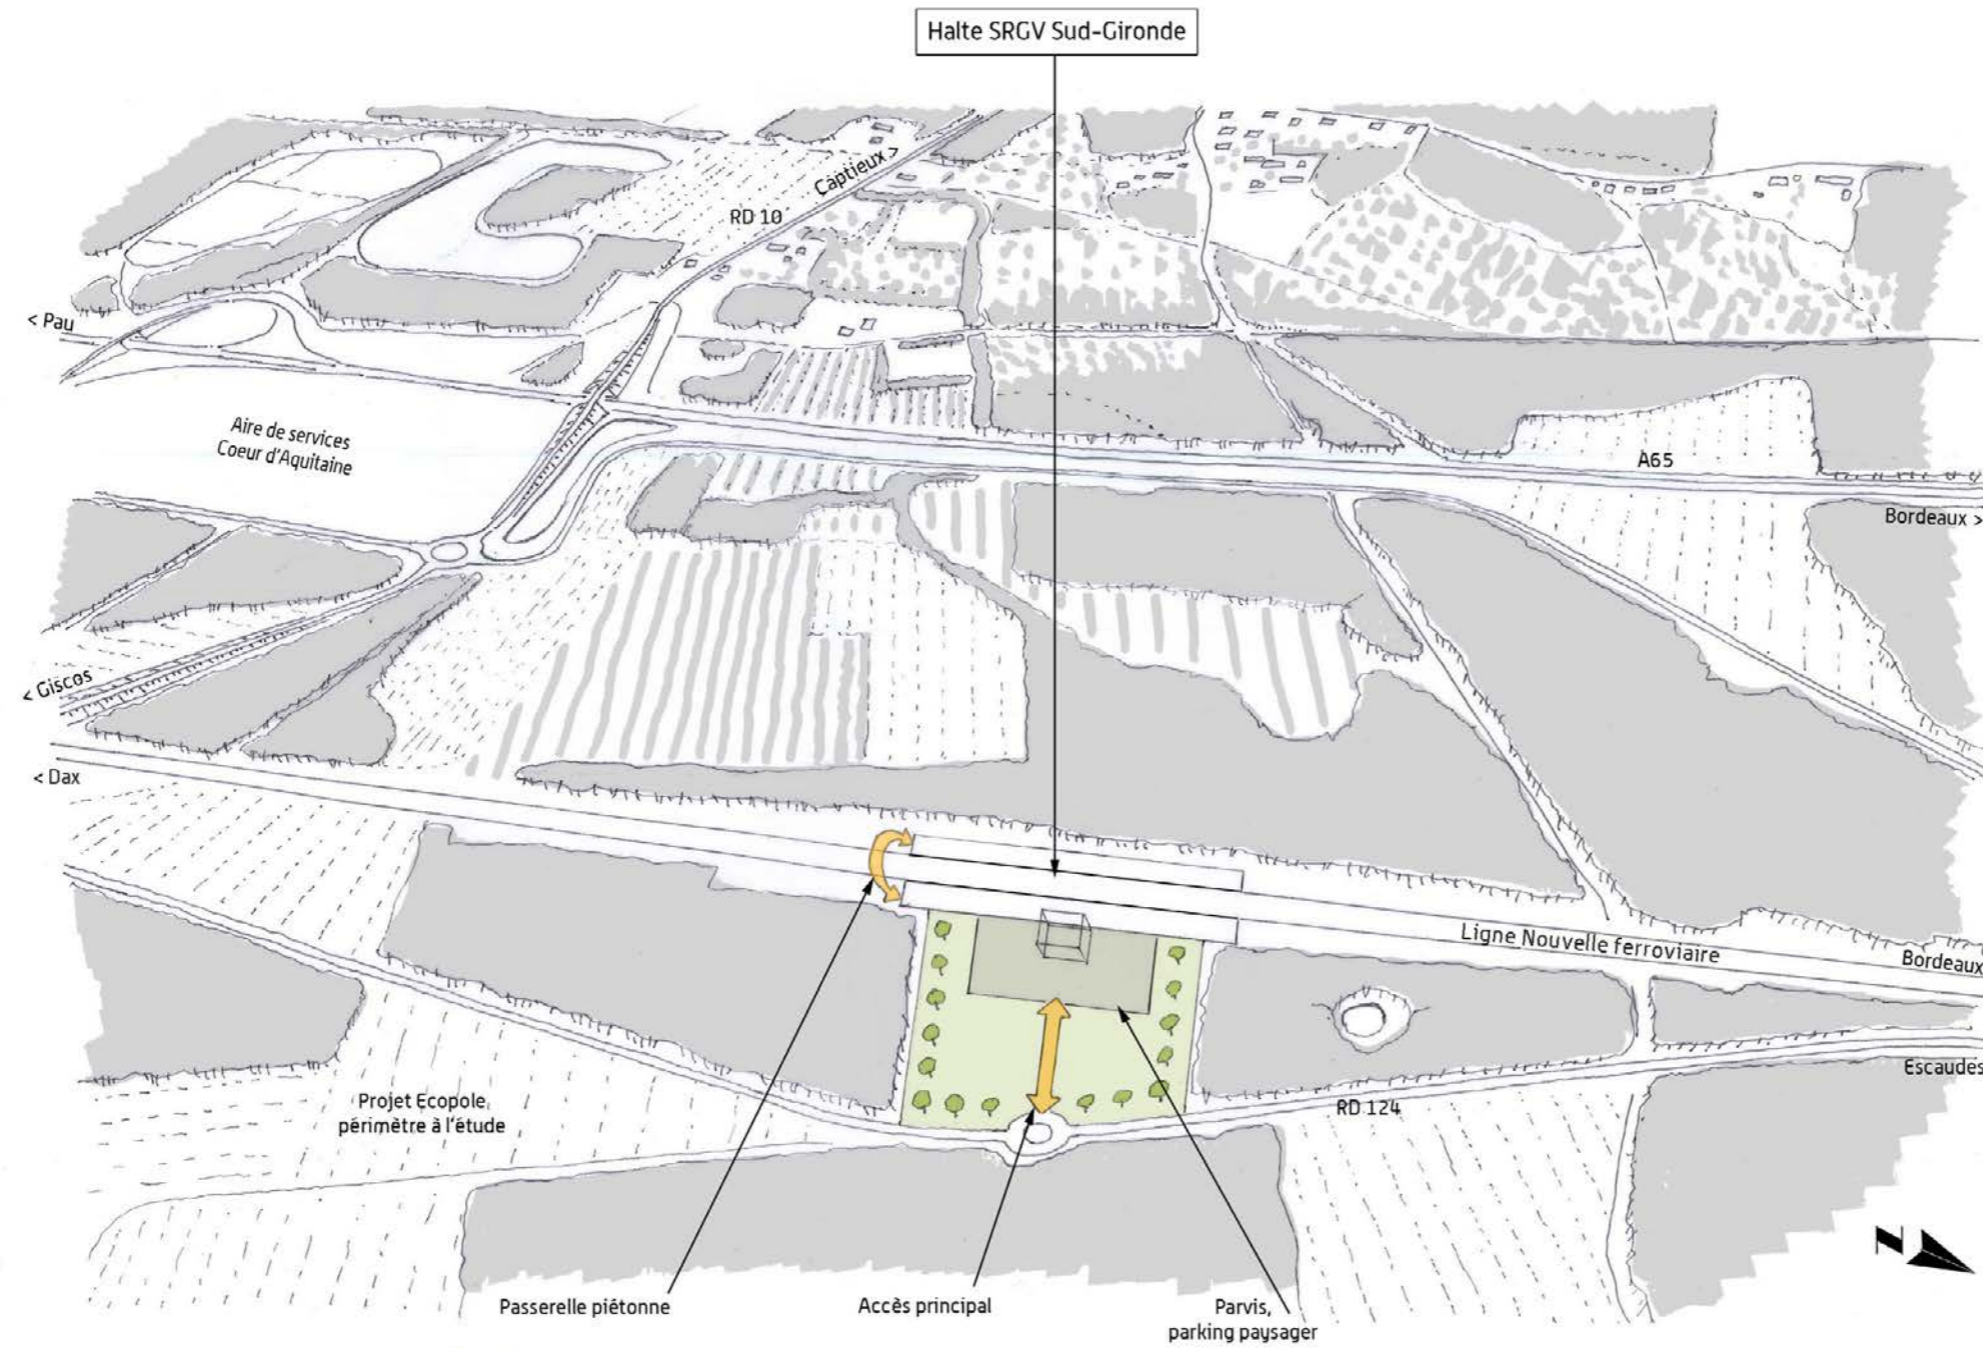 Halte SRGV Sud-Gironde
Captieux >
RD 10
< Pau
Aire de services
Coeur d'Aquitaine
A65
Bordeaux >
< Giscos
< Dax
Ligne Nouvelle ferroviaire
Bordeaux
Escaudes
RD 124
Projet Ecopole,
périmètre à l'étude
N
Passerelle piétonne
Accès principal
Parvis,
parking paysager